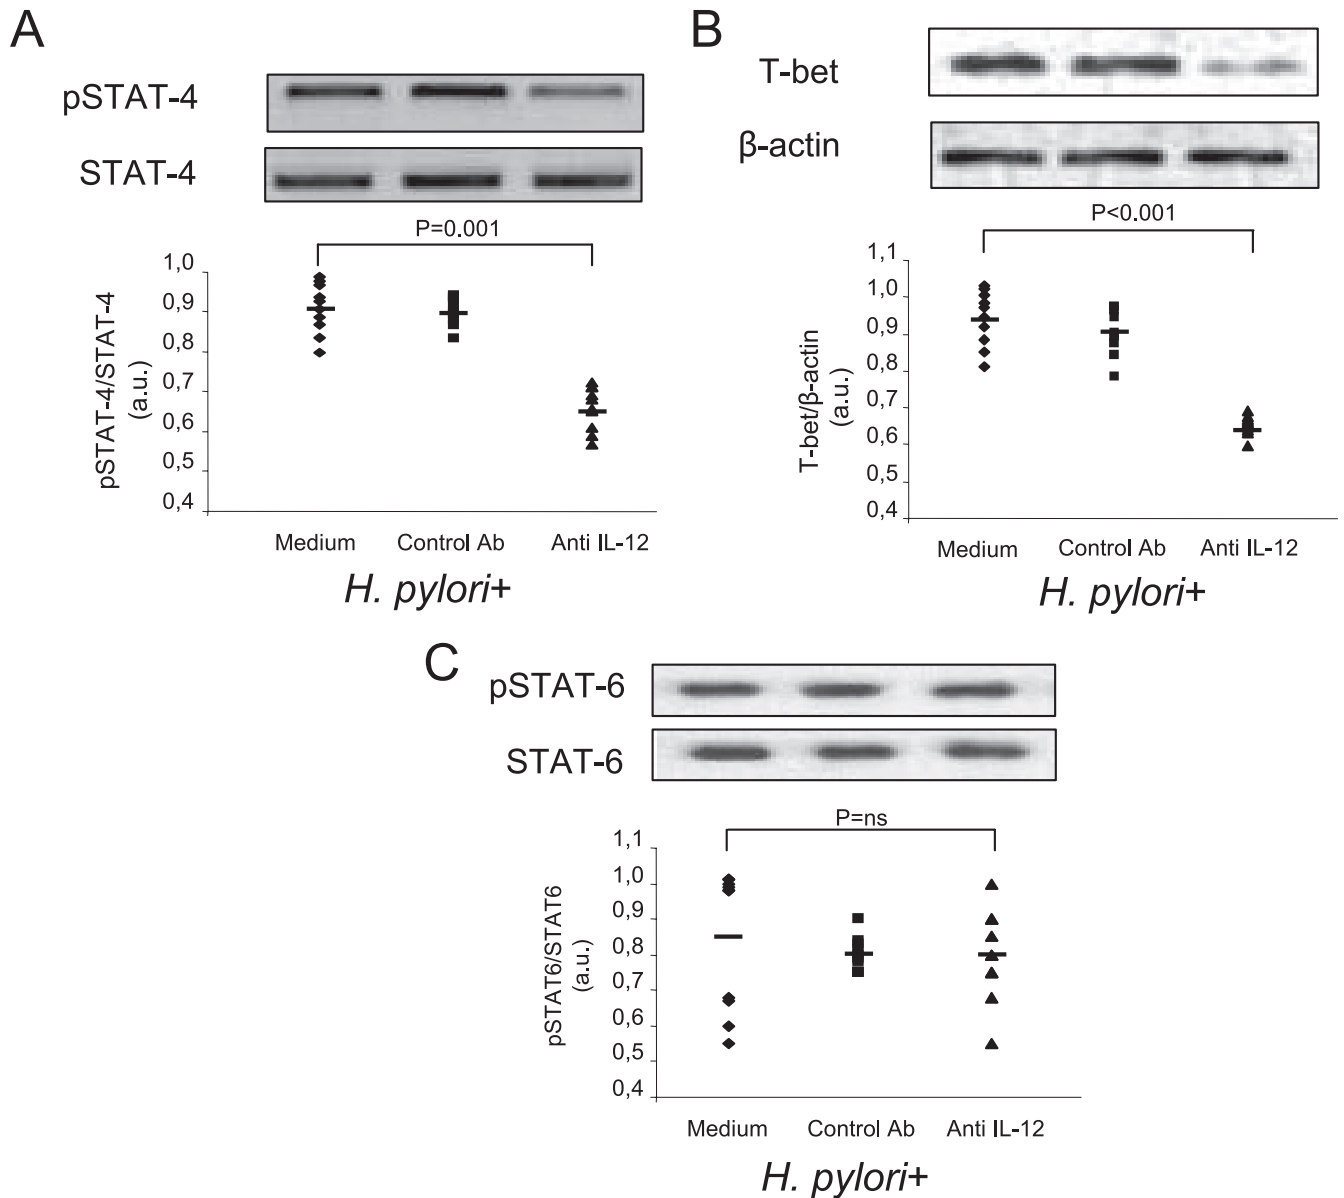 A
pSTAT-4
STAT-4
P=0.001
pSTAT-4/STAT-4
(a.u.)
1,0
0,9
0,8
0,7
0,6
0,5
0,4
Medium Control Ab Anti IL-12
H. pylori+
B
T-bet
β-actin
P<0.001
T-bet/β-actin
(a.u.)
1,1
1,0
0,9
0,8
0,7
0,6
0,5
0,4
Medium Control Ab Anti IL-12
H. pylori+
C
pSTAT-6
STAT-6
P=ns
pSTAT6/STAT6
(a.u.)
1,1
1,0
0,9
0,8
0,7
0,6
0,5
0,4
Medium Control Ab Anti IL-12
H. pylori+